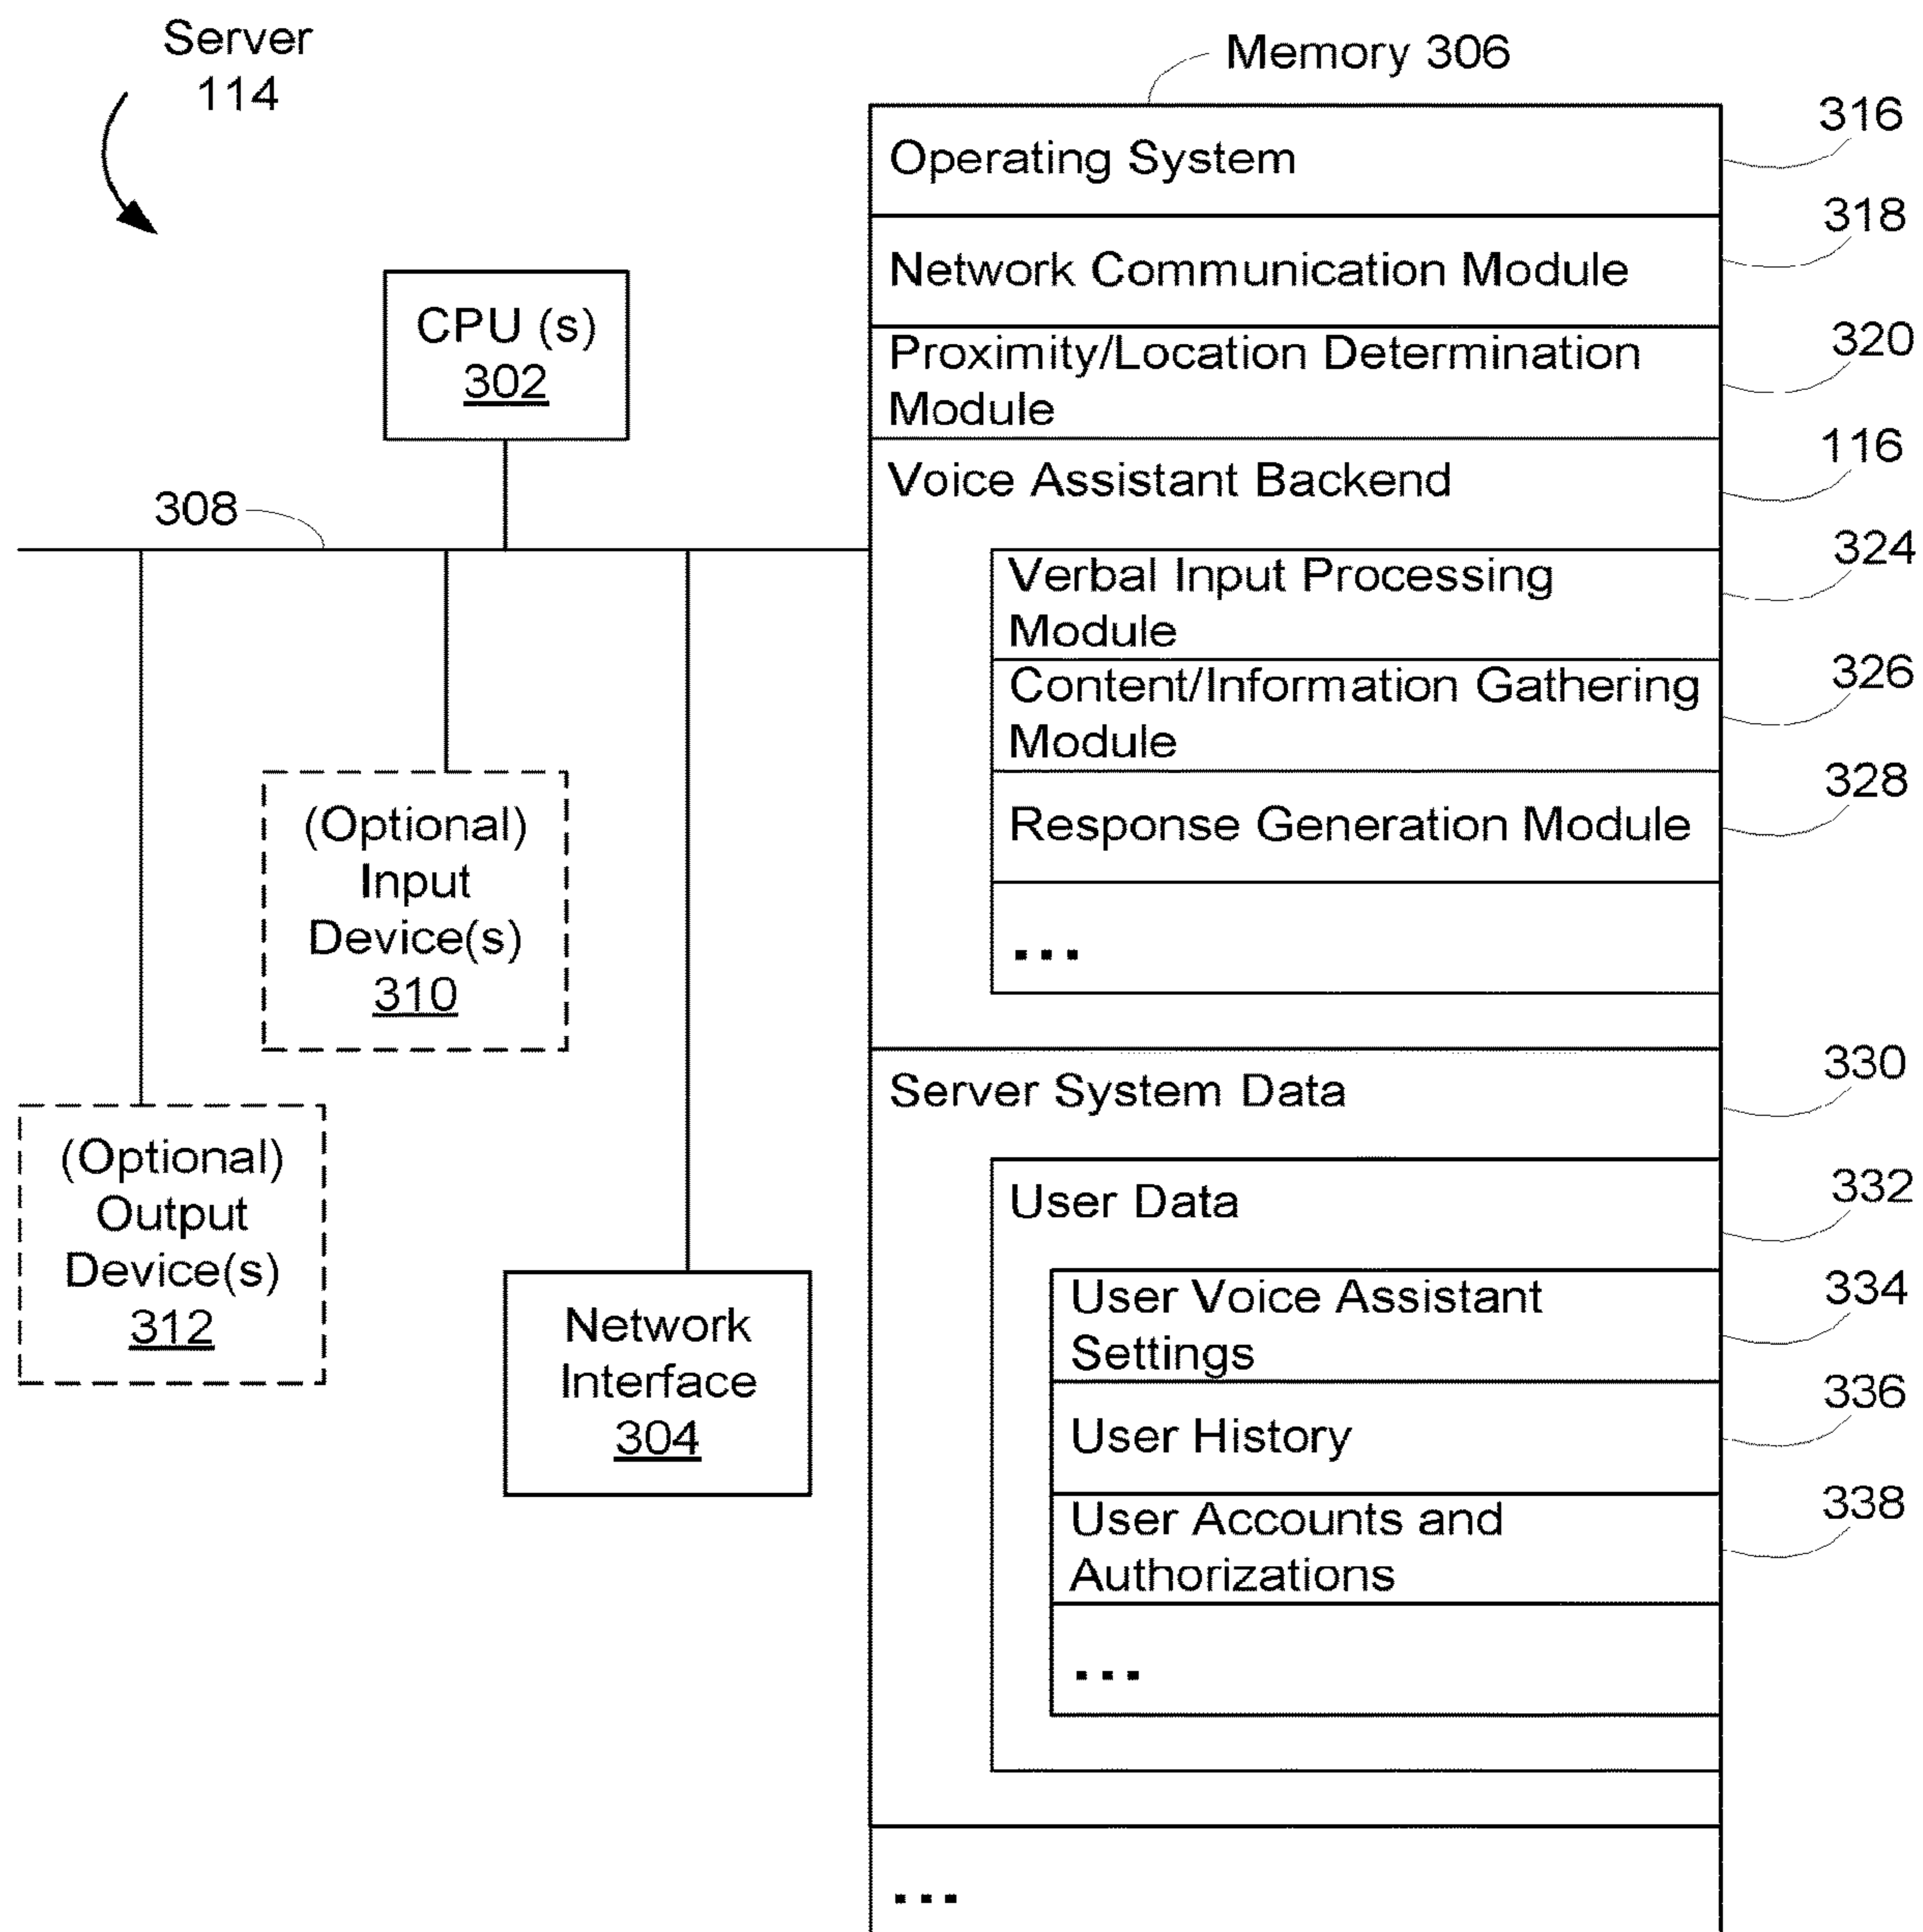 Server
114
Memory 306
Operating System
316
Network Communication Module
318
Proximity/Location Determination
Module
320
Voice Assistant Backend
116
Verbal Input Processing
Module
324
Content/Information Gathering
Module
326
Response Generation Module
328
...
Server System Data
330
User Data
332
User Voice Assistant
Settings
334
User History
336
User Accounts and
Authorizations
338
...
...
CPU (s)
302
308
(Optional)
Input
Device(s)
310
(Optional)
Output
Device(s)
312
Network
Interface
304